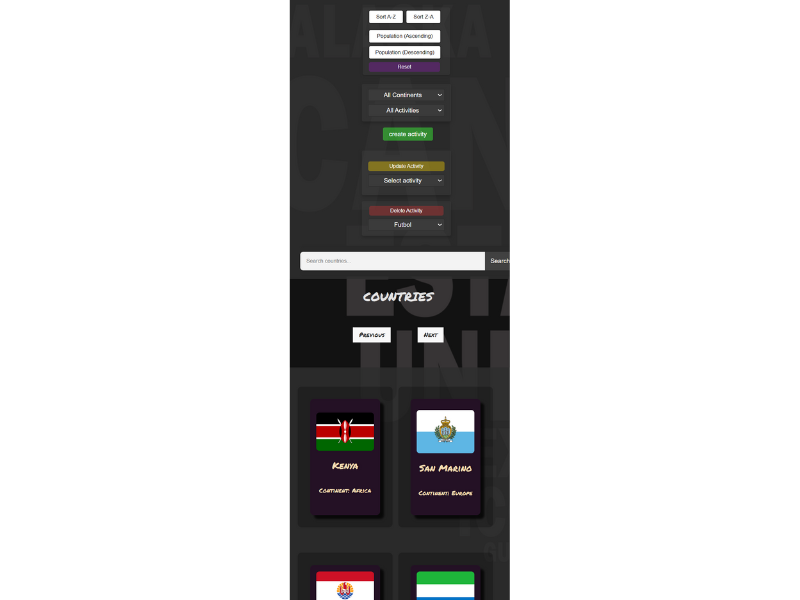 Sort A-Z Sort Z-A
Population (Ascending)
Population (Descending)
Reset
All Continents
All Activities
create activity
Update Activity
Select activity
Delete Activity
Futbol
Search countries...
Search
COUNTRIES
Previous Next
Kenya
Continent: Africa
San Marino
Continent: Europe